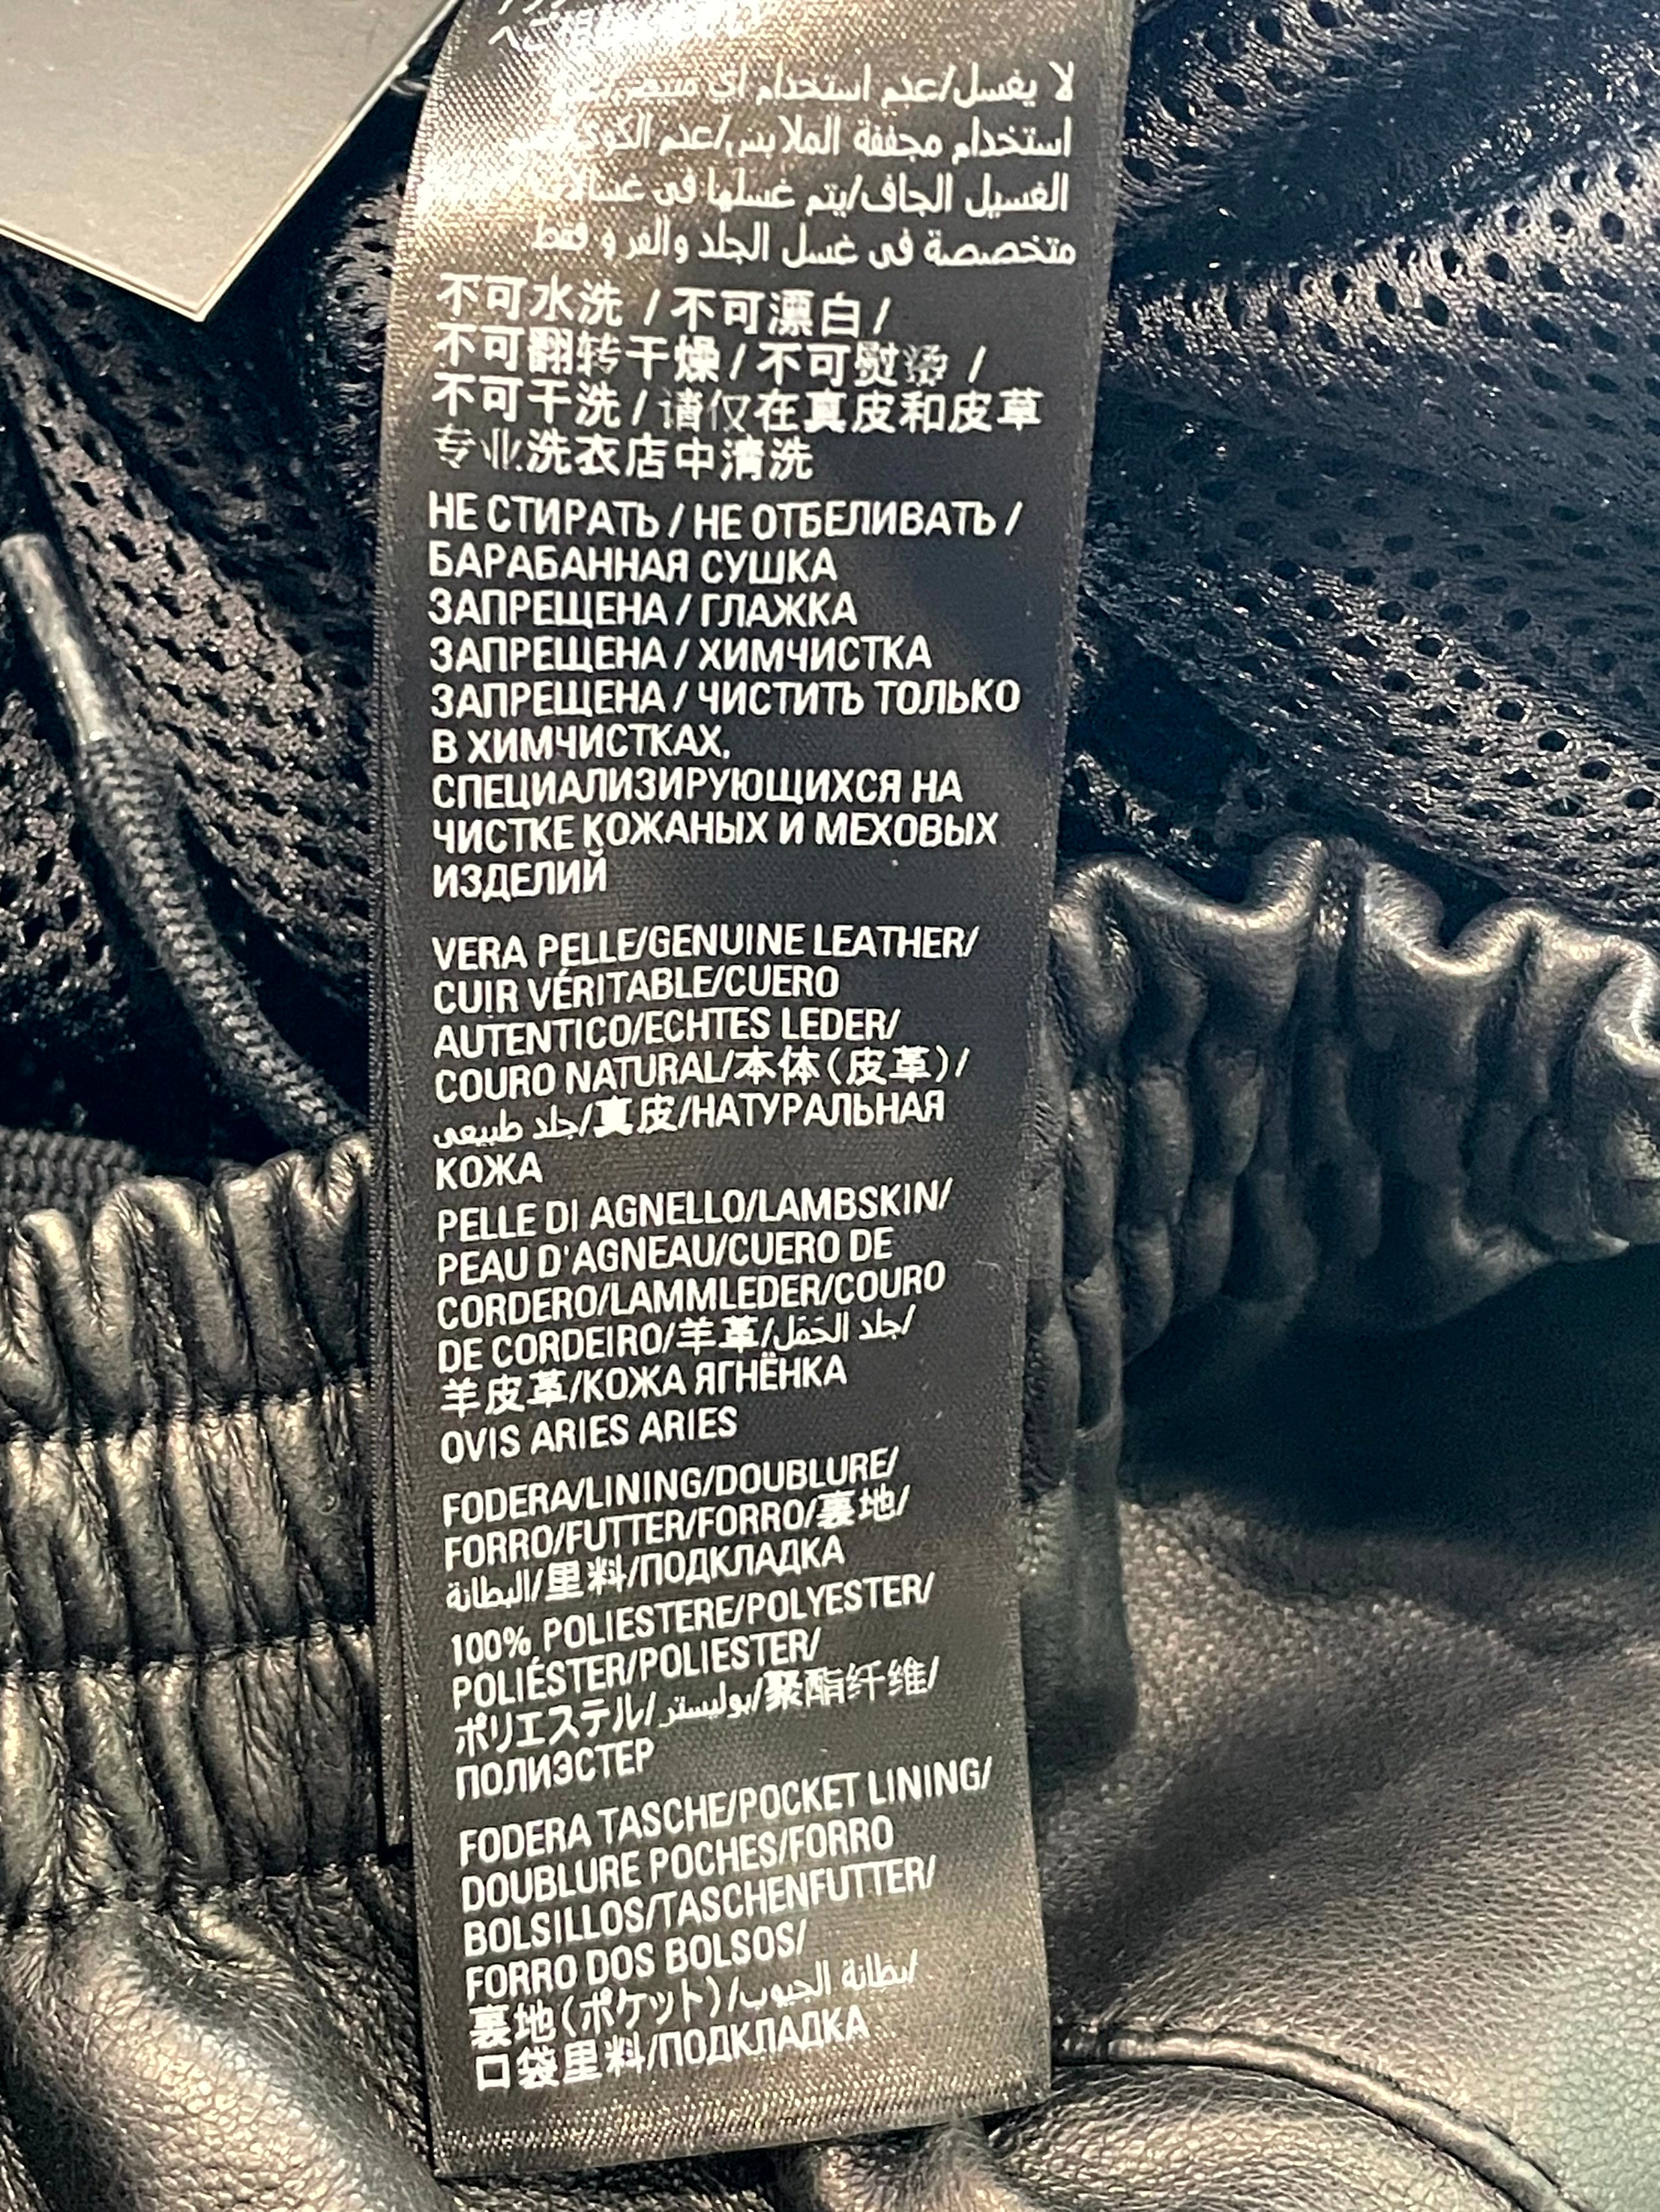 لا يغسل/عدم استخدام اي
استخدام مجففة الملابس/عدم الكوي
الغسيل الجاف/يتم غسلها فى
متخصصة فى غسل الجلد والفرو فقط
不可水洗 / 不可漂白 /
不可翻转干燥 / 不可熨烫 /
不可干洗 / 请仅在真皮和皮草
专业洗衣店中清洗
НЕ СТИРАТЬ / НЕ ОТБЕЛИВАТЬ /
БАРАБАННАЯ СУШКА
ЗАПРЕЩЕНА / ГЛАЖКА
ЗАПРЕЩЕНА / ХИМЧИСТКА
ЗАПРЕЩЕНА / ЧИСТИТЬ ТОЛЬКО
В ХИМЧИСТКАХ,
СПЕЦИАЛИЗИРУЮЩИХСЯ НА
ЧИСТКЕ КОЖАНЫХ И МЕХОВЫХ
ИЗДЕЛИЙ
VERA PELLE/GENUINE LEATHER/
CUIR VÉRITABLE/CUERO
AUTENTICO/ECHTES LEDER/
COURO NATURAL/本体(皮革)/
جلد طبيعى/真皮/НАТУРАЛЬНАЯ
КОЖА
PELLE DI AGNELLO/LAMBSKIN/
PEAU D'AGNEAU/CUERO DE
CORDERO/LAMMLEDER/COURO
DE CORDEIRO/羊革/جلد الحَمَل/
羊皮革/КОЖА ЯГНЁНКА
OVIS ARIES ARIES
FODERA/LINING/DOUBLURE/
FORRO/FUTTER/FORRO/裏地/
البطانة/里料/ПОДКЛАДКА
100% POLIESTERE/POLYESTER/
POLIÉSTER/POLIESTER/
ポリエステル/بوليستر/聚酯纤维/
ПОЛИЭСТЕР
FODERA TASCHE/POCKET LINING/
DOUBLURE POCHES/FORRO
BOLSILLOS/TASCHENFUTTER/
FORRO DOS BOLSOS/
裏地(ポケット)/بطانة الجيوب/
口袋里料/ПОДКЛАДКА